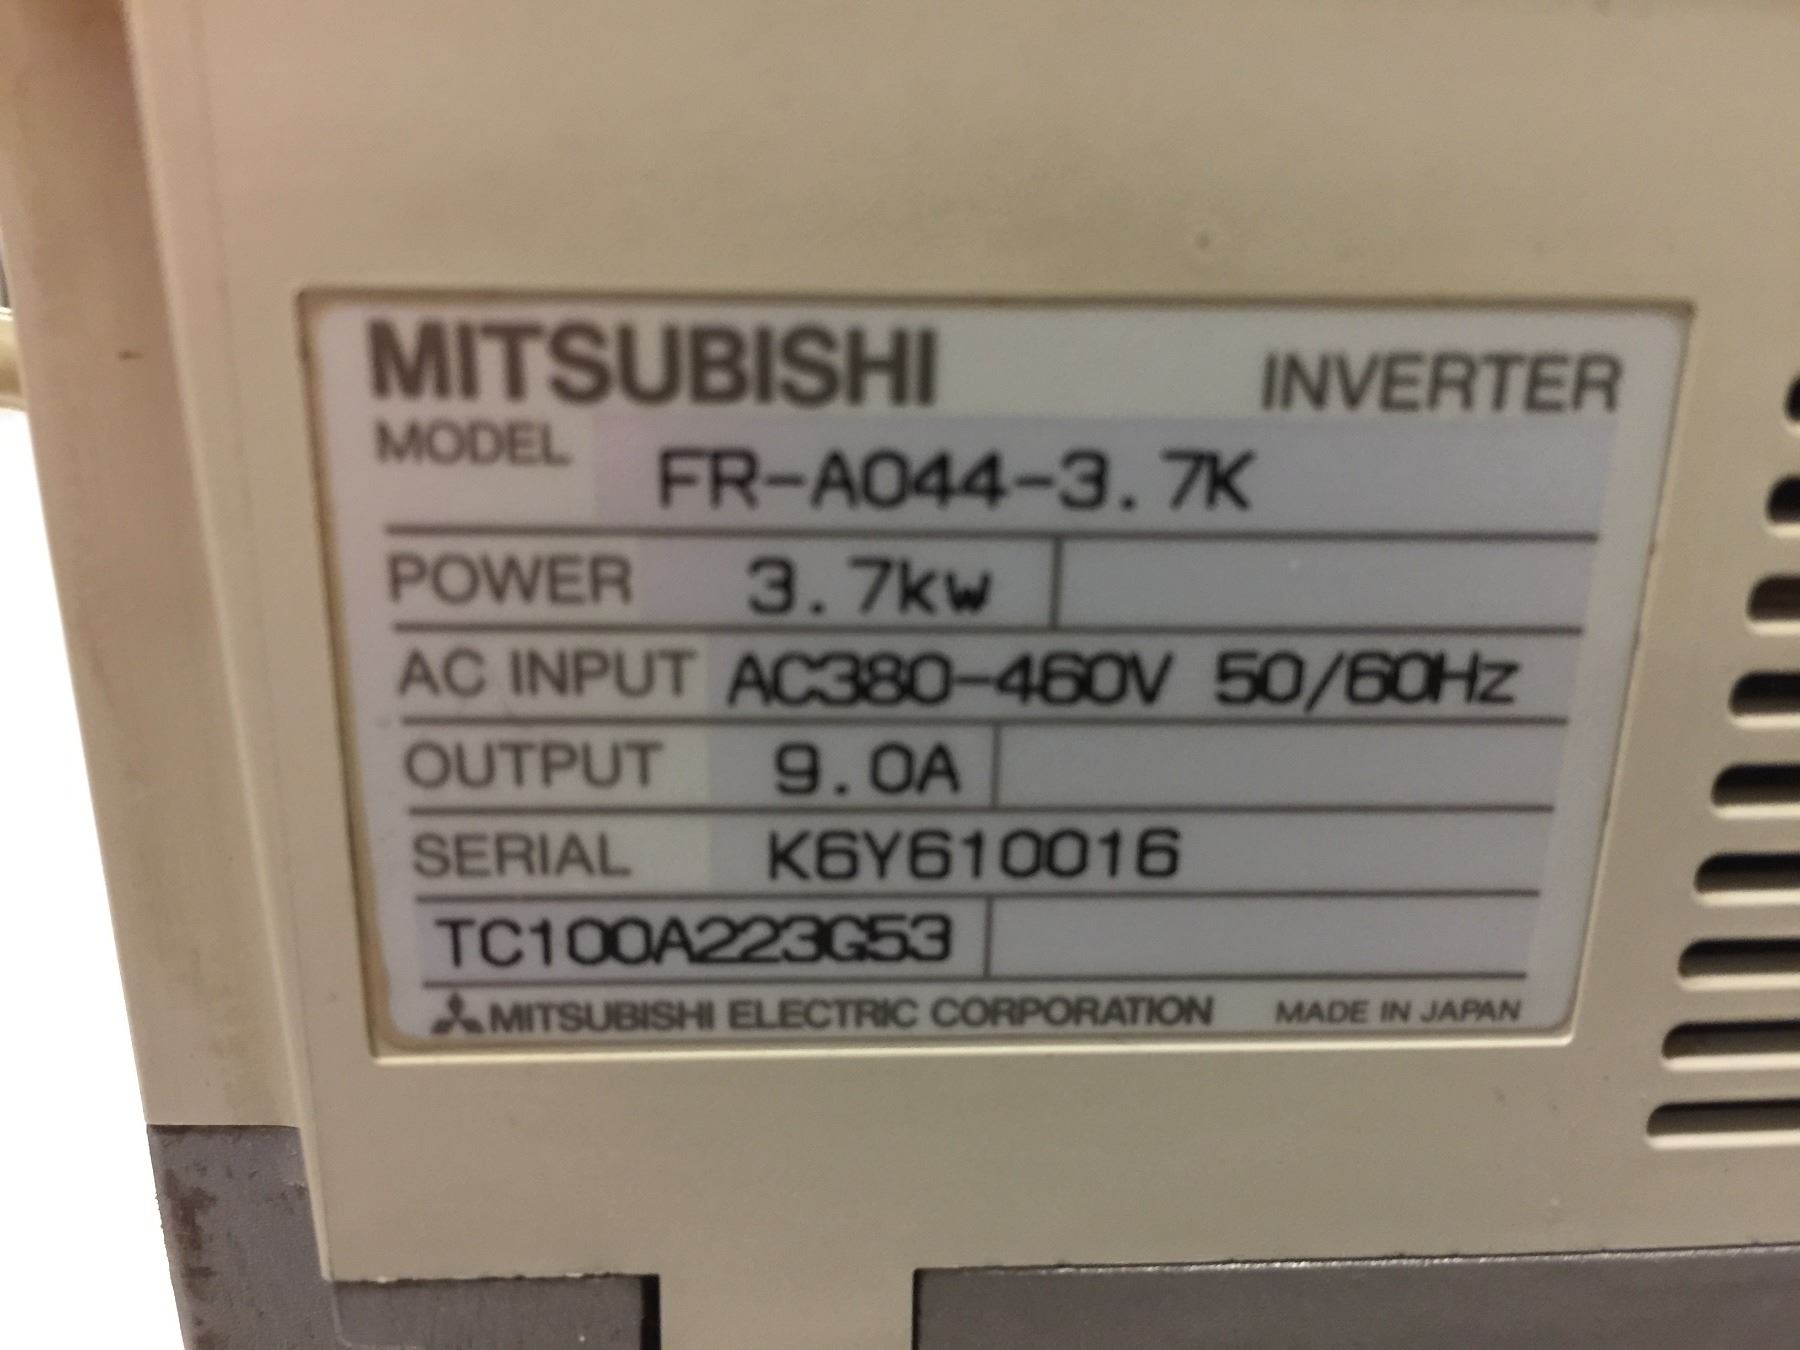 MITSUBISHI INVERTER
MODEL FR-A044-3.7K
POWER 3.7kw
AC INPUT AC380-460V 50/60Hz
OUTPUT 9.0A
SERIAL K6Y610016
TC100A223G53
MITSUBISHI ELECTRIC CORPORATION MADE IN JAPAN